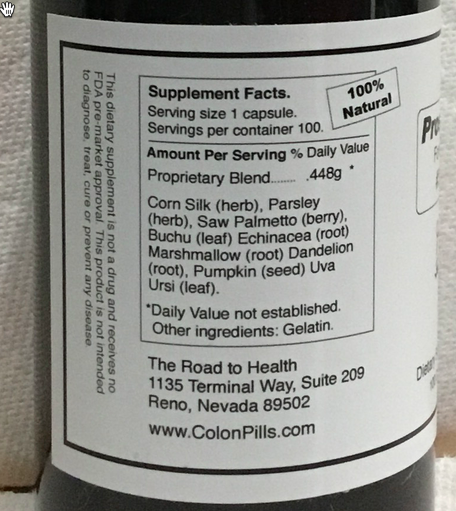 This dietary supplement is not a drug and receives no
FDA pre-market approval. This product is not intended
to diagnose, treat, cure or prevent any disease
Supplement Facts.
100%
Natural
Serving size 1 capsule.
Servings per container 100.
Amount Per Serving % Daily Value
Proprietary Blend........ .448g *
Corn Silk (herb), Parsley
(herb), Saw Palmetto (berry),
Buchu (leaf) Echinacea (root)
Marshmallow (root) Dandelion
(root), Pumpkin (seed) Uva
Ursi (leaf).
*Daily Value not established.
Other ingredients: Gelatin.
The Road to Health
1135 Terminal Way, Suite 209
Reno, Nevada 89502
www.ColonPills.com